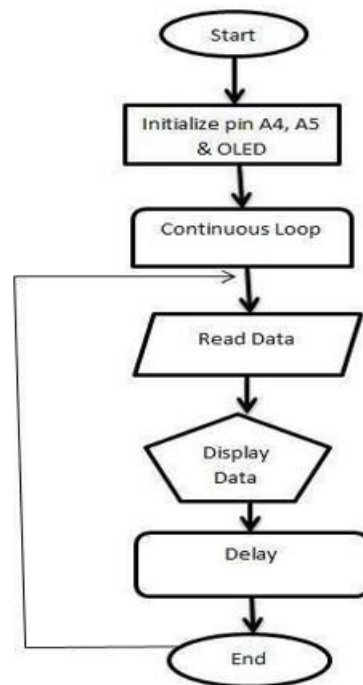 Start
Initialize pin A4, A5
& OLED
Continuous Loop
Read Data
Display
Data
Delay
End